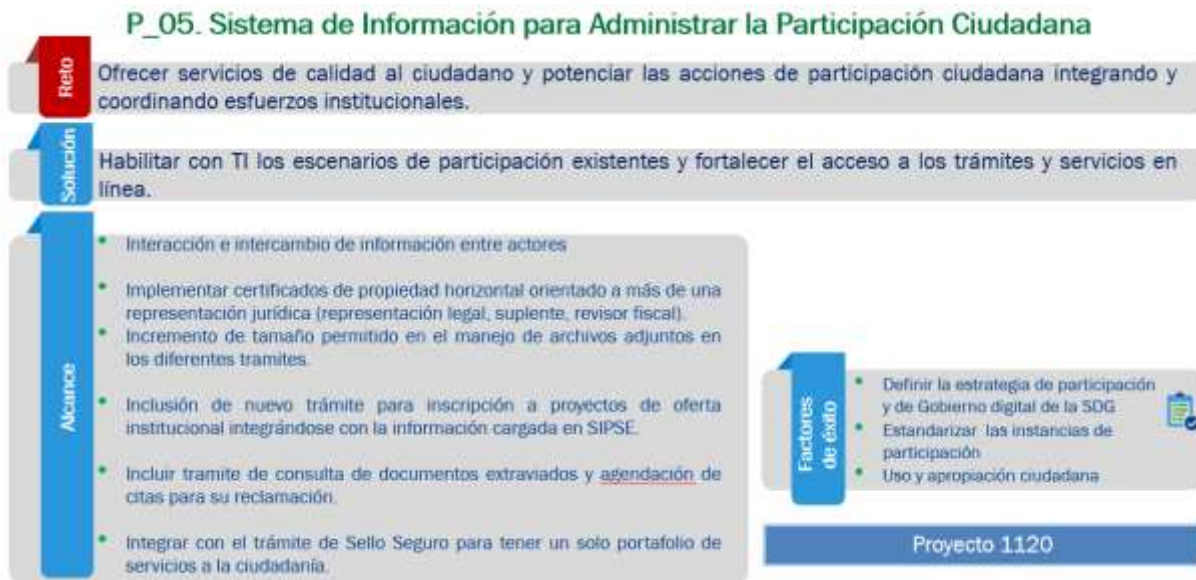 P_05. Sistema de Información para Administrar la Participación Ciudadana
Reto
Ofrecer servicios de calidad al ciudadano y potenciar las acciones de participación ciudadana integrando y
coordinando esfuerzos institucionales.
Solución
Habilitar con TI los escenarios de participación existentes y fortalecer el acceso a los trámites y servicios en
línea.
Alcance
• Interacción e intercambio de información entre actores
• Implementar certificados de propiedad horizontal orientado a más de una
representación jurídica (representación legal, suplente, revisor fiscal).
• Incremento de tamaño permitido en el manejo de archivos adjuntos en
los diferentes tramites.
• Inclusión de nuevo trámite para inscripción a proyectos de oferta
institucional integrándose con la información cargada en SIPSE.
• Incluir tramite de consulta de documentos extraviados y agendación de
citas para su reclamación.
• Integrar con el trámite de Sello Seguro para tener un solo portafolio de
servicios a la ciudadanía.
Factores
de éxito
• Definir la estrategia de participación
y de Gobierno digital de la SDG
• Estandarizar las instancias de
participación
• Uso y apropiación ciudadana
Proyecto 1120